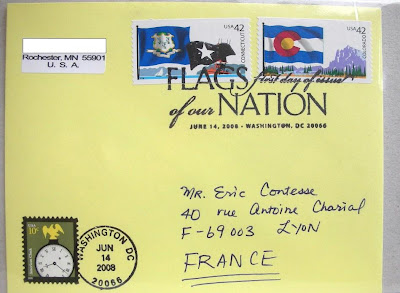 Rochester, MN 55901
U. S. A.
USA 42
CONNECTICUT
USA 42
COLORADO
FLAGS first day of issue
of our NATION
JUNE 14, 2008 • WASHINGTON, DC 20066
Mr. Eric Contesse
40 rue Antoine Charial
F-69003 LYON
FRANCE
USA
10c
WASHINGTON DC
JUN
14
2008
20066